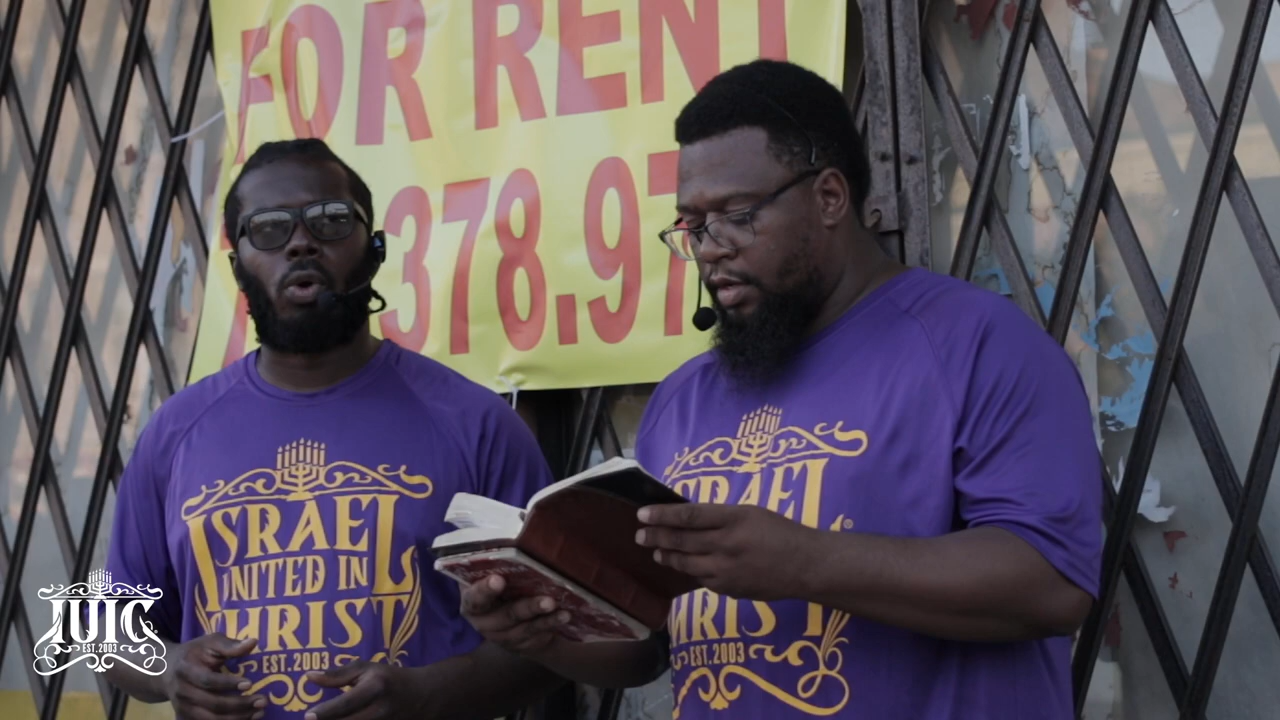 FOR RENT
378.97
ISRAEL
UNITED IN
CHRIST
EST.2003
ISRAEL
CHRIST
EST.2003
IUIC
EST.2003